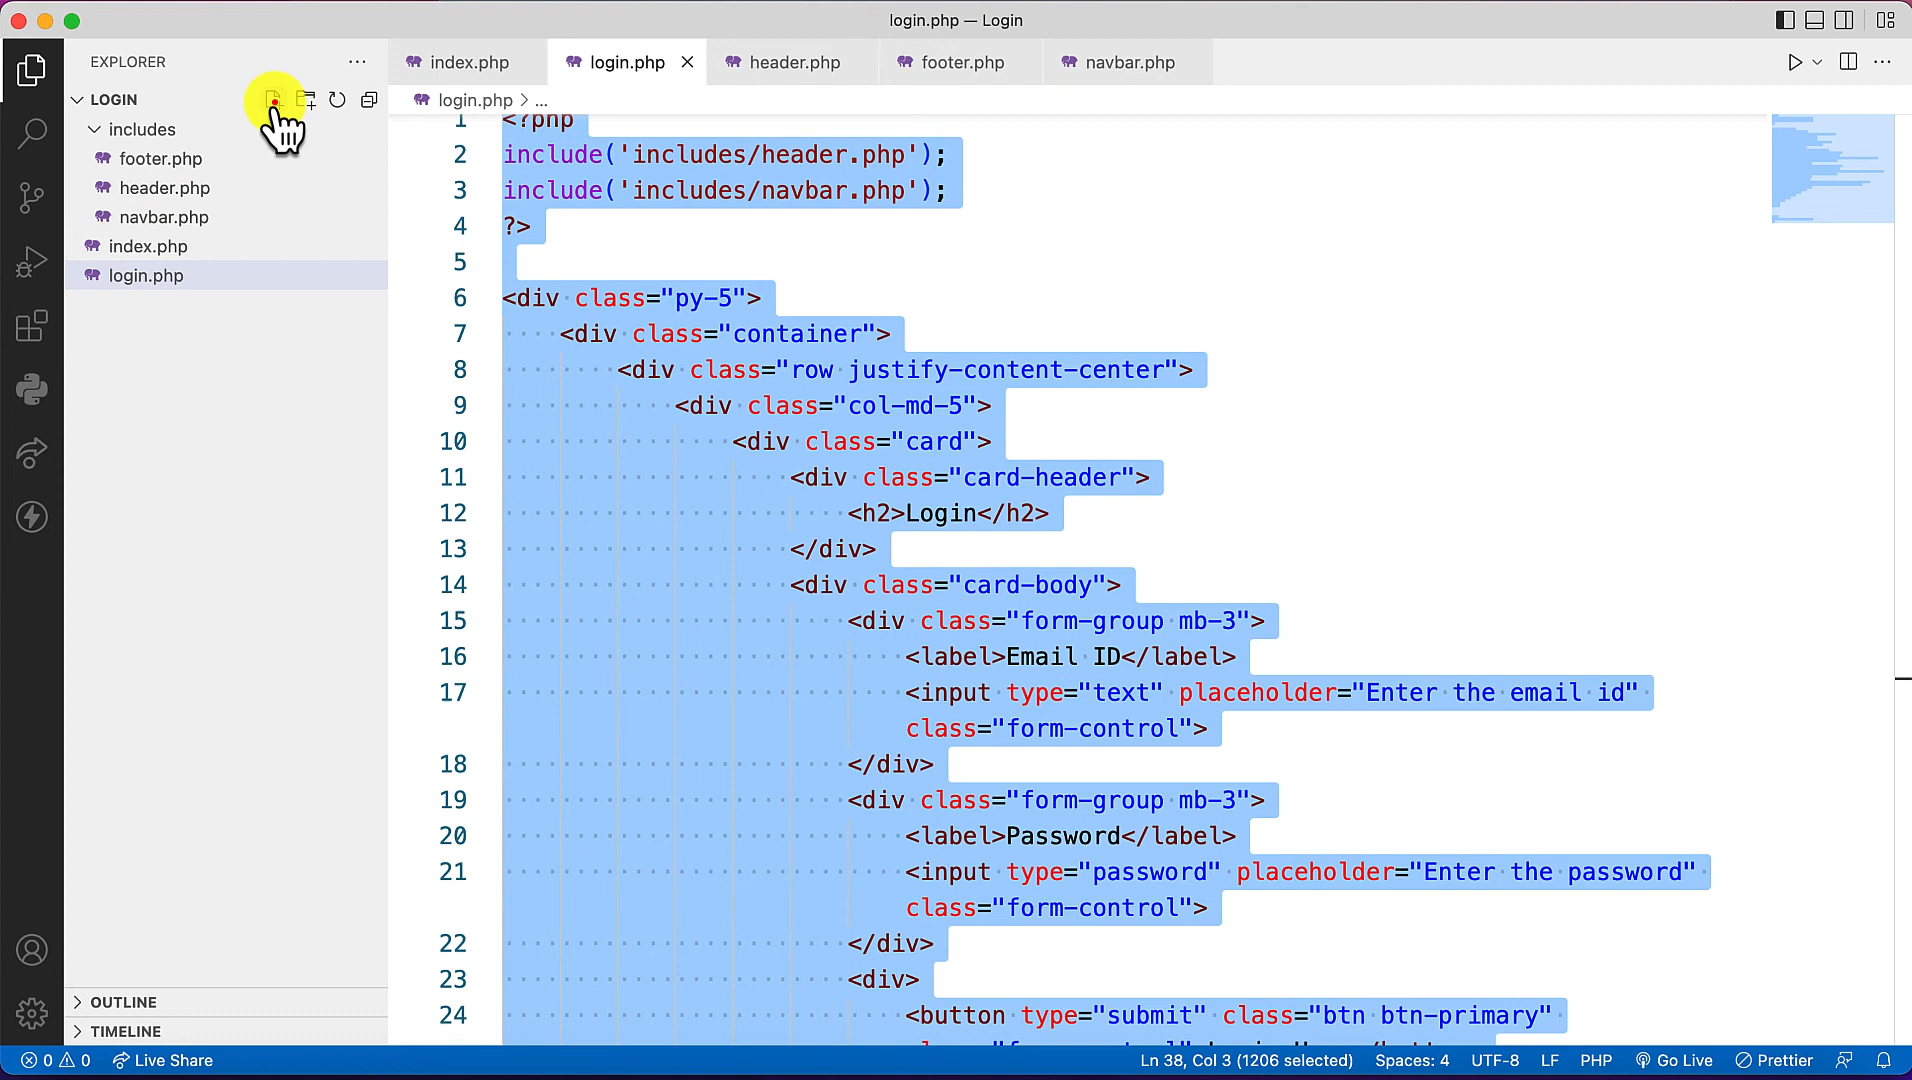 login.php — Login
EXPLORER
LOGIN
includes
footer.php
header.php
navbar.php
index.php
login.php
OUTLINE
TIMELINE
index.php
login.php
header.php
footer.php
navbar.php
login.php > ...
1 <?php
2 include('includes/header.php');
3 include('includes/navbar.php');
4 ?>
5
6 <div class="py-5">
7 <div class="container">
8 <div class="row justify-content-center">
9 <div class="col-md-5">
10 <div class="card">
11 <div class="card-header">
12 <h2>Login</h2>
13 </div>
14 <div class="card-body">
15 <div class="form-group mb-3">
16 <label>Email ID</label>
17 <input type="text" placeholder="Enter the email id"
class="form-control">
18 </div>
19 <div class="form-group mb-3">
20 <label>Password</label>
21 <input type="password" placeholder="Enter the password"
class="form-control">
22 </div>
23 <div>
24 <button type="submit" class="btn btn-primary"
0 0 Live Share
Ln 38, Col 3 (1206 selected) Spaces: 4 UTF-8 LF PHP Go Live Prettier